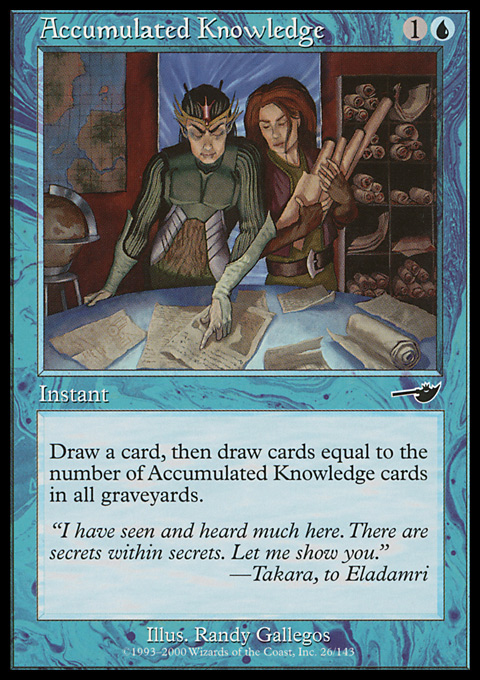 Accumulated Knowledge 1
Instant
Draw a card, then draw cards equal to the
number of Accumulated Knowledge cards
in all graveyards.
“I have seen and heard much here. There are
secrets within secrets. Let me show you.”
—Takara, to Eladamri
Illus. Randy Gallegos
©1993–2000 Wizards of the Coast, Inc. 26/143